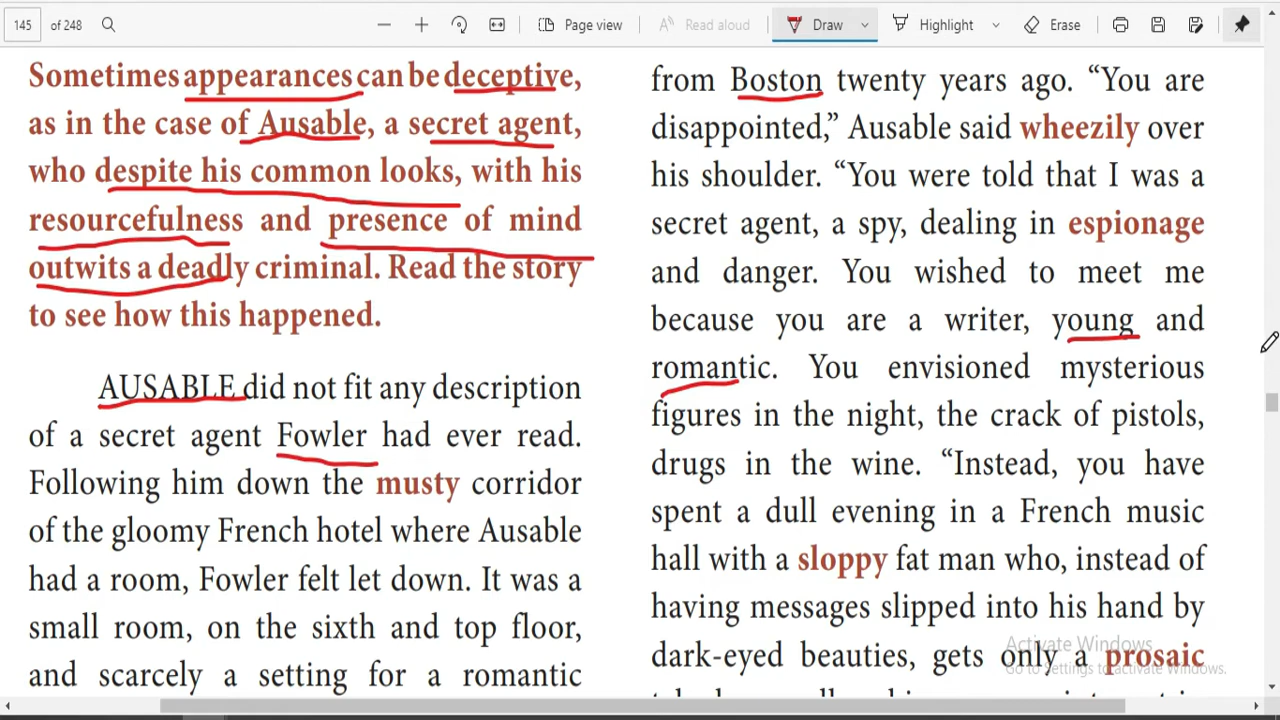 145 of 248 Page view Read aloud Draw Highlight Erase
Sometimes appearances can be deceptive,
as in the case of Ausable, a secret agent,
who despite his common looks, with his
resourcefulness and presence of mind
outwits a deadly criminal. Read the story
to see how this happened.
AUSABLE did not fit any description
of a secret agent Fowler had ever read.
Following him down the musty corridor
of the gloomy French hotel where Ausable
had a room, Fowler felt let down. It was a
small room, on the sixth and top floor,
and scarcely a setting for a romantic
from Boston twenty years ago. “You are
disappointed,” Ausable said wheezily over
his shoulder. “You were told that I was a
secret agent, a spy, dealing in espionage
and danger. You wished to meet me
because you are a writer, young and
romantic. You envisioned mysterious
figures in the night, the crack of pistols,
drugs in the wine. “Instead, you have
spent a dull evening in a French music
hall with a sloppy fat man who, instead of
having messages slipped into his hand by
dark-eyed beauties, gets only a prosaic
Activate Windows
Go to Settings to activate Windows.